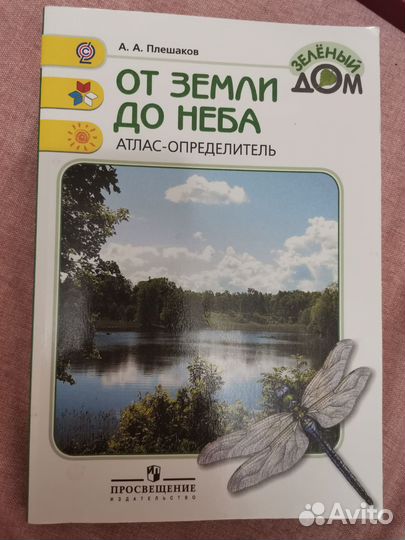 А. А. Плешаков
ЗЕЛЁНЫЙ
ДОМ
ОТ ЗЕМЛИ
ДО НЕБА
АТЛАС-ОПРЕДЕЛИТЕЛЬ
ПРОСВЕЩЕНИЕ
ИЗДАТЕЛЬСТВО
Avito